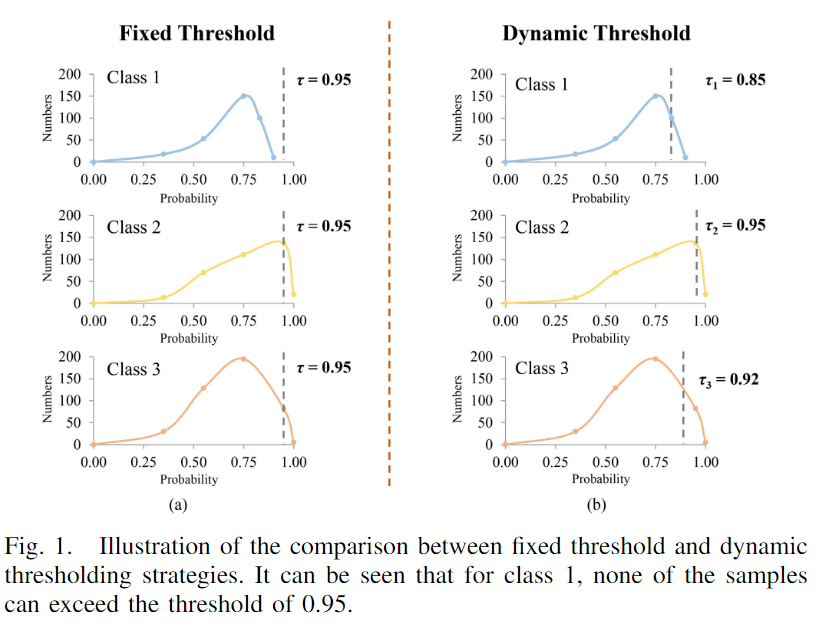 Fixed Threshold
Class 1
τ = 0.95
Numbers
200
150
100
50
0
0.00 0.25 0.50 0.75 1.00
Probability
Class 2
τ = 0.95
Numbers
200
150
100
50
0
0.00 0.25 0.50 0.75 1.00
Probability
Class 3
τ = 0.95
Numbers
200
150
100
50
0
0.00 0.25 0.50 0.75 1.00
Probability
(a)
Dynamic Threshold
Class 1
τ1 = 0.85
Numbers
200
150
100
50
0
0.00 0.25 0.50 0.75 1.00
Probability
Class 2
τ2 = 0.95
Numbers
200
150
100
50
0
0.00 0.25 0.50 0.75 1.00
Probability
Class 3
τ3 = 0.92
Numbers
200
150
100
50
0
0.00 0.25 0.50 0.75 1.00
Probability
(b)
Fig. 1. Illustration of the comparison between fixed threshold and dynamic
thresholding strategies. It can be seen that for class 1, none of the samples
can exceed the threshold of 0.95.